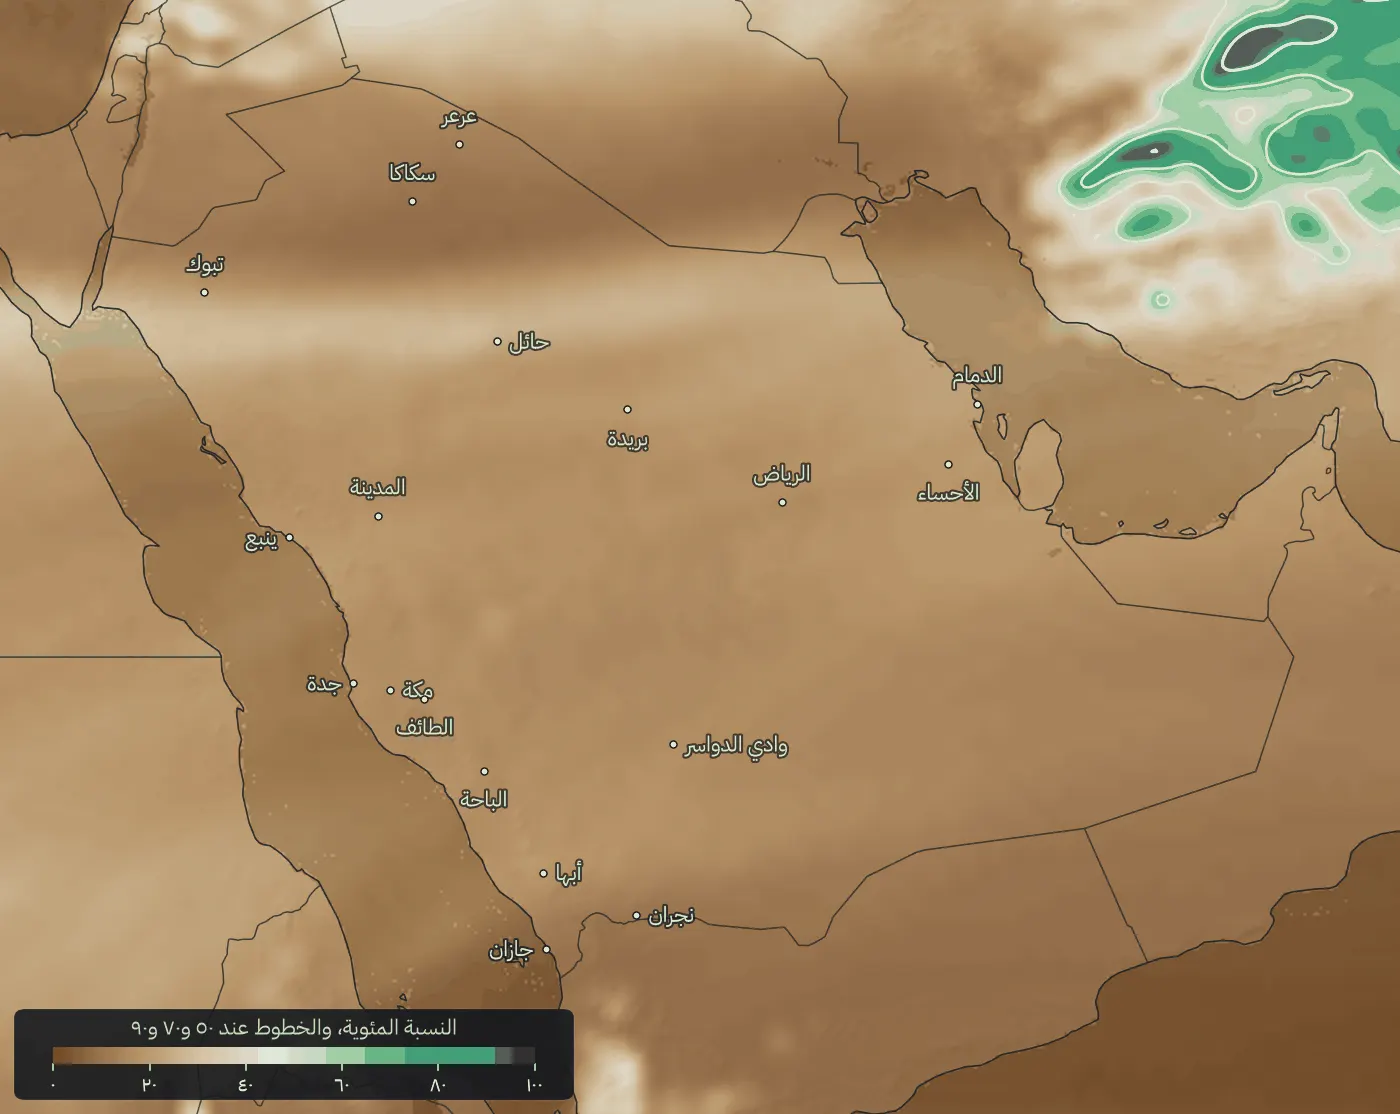 عرعر
سكاكا
تبوك
حائل
الدمام
بريدة
الرياض
المدينة
الأحساء
ينبع
جدة
مكة
الطائف
وادي الدواسر
الباحة
أبها
نجران
جازان
النسبة المئوية، والخطوط عند ٥٠ و٧٠ و٩٠
٠ ٢٠ ٤٠ ٦٠ ٨٠ ١٠٠